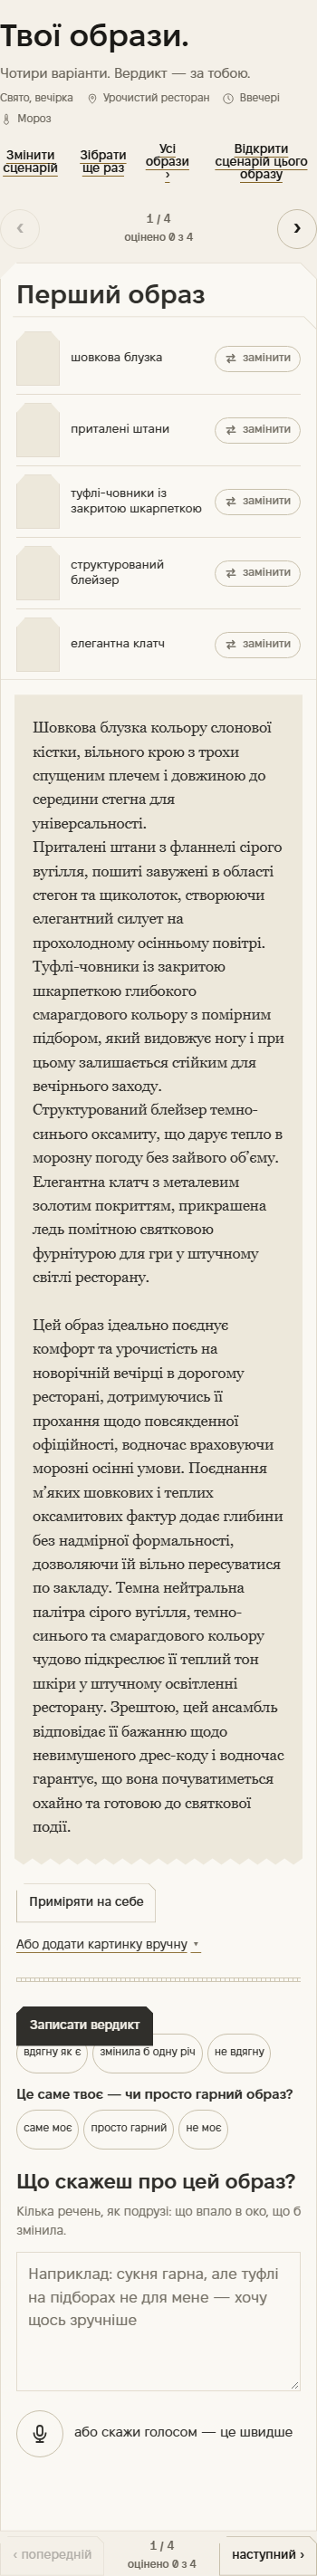 Твої образи.
Чотири варіанти. Вердикт — за тобою.
Свято, вечірка Урочистий ресторан Ввечері
Мороз
Змінити сценарій
Зібрати ще раз
Усі образи ›
Відкрити сценарій цього образу
‹ 1 / 4 ›
оцінено 0 з 4
Перший образ
шовкова блузка ⇄ замінити
приталені штани ⇄ замінити
туфлі-човники із закритою шкарпеткою ⇄ замінити
структурований блейзер ⇄ замінити
елегантна клатч ⇄ замінити
Шовкова блузка кольору слонової
кістки, вільного крою з трохи
спущеним плечем і довжиною до
середини стегна для
універсальності.
Приталені штани з фланнелі сірого
вугілля, пошиті завужені в області
стегон та щиколоток, створюючи
елегантний силует на
прохолодному осінньому повітрі.
Туфлі-човники із закритою
шкарпеткою глибокого
смарагдового кольору з помірним
підбором, який видовжує ногу і при
цьому залишається стійким для
вечірнього заходу.
Структурований блейзер темно-
синього оксамиту, що дарує тепло в
морозну погоду без зайвого об’єму.
Елегантна клатч з металевим
золотим покриттям, прикрашена
ледь помітною святковою
фурнітурою для гри у штучному
світлі ресторану.
Цей образ ідеально поєднує
комфорт та урочистість на
новорічній вечірці в дорогому
ресторані, дотримуючись її
прохання щодо повсякденної
офіційності, водночас враховуючи
морозні осінні умови. Поєднання
м’яких шовкових і теплих
оксамитових фактур додає глибини
без надмірної формальності,
дозволяючи їй вільно пересуватися
по закладу. Темна нейтральна
палітра сірого вугілля, темно-
синього та смарагдового кольору
чудово підкреслює її теплий тон
шкіри у штучному освітленні
ресторану. Зрештою, цей ансамбль
відповідає її бажанню щодо
невимушеного дрес-коду і водночас
гарантує, що вона почуватиметься
охайно та готовою до святкової
події.
Приміряти на себе
Або додати картинку вручну
Записати вердикт
вдягну як є змінила б одну річ не вдягну
Це саме твоє — чи просто гарний образ?
саме моє просто гарний не моє
Що скажеш про цей образ?
Кілька речень, як подрузі: що впало в око, що б
змінила.
Наприклад: сукня гарна, але туфлі
на підборах не для мене — хочу
щось зручніше
або скажи голосом — це швидше
‹ попередній 1 / 4 наступний ›
оцінено 0 з 4